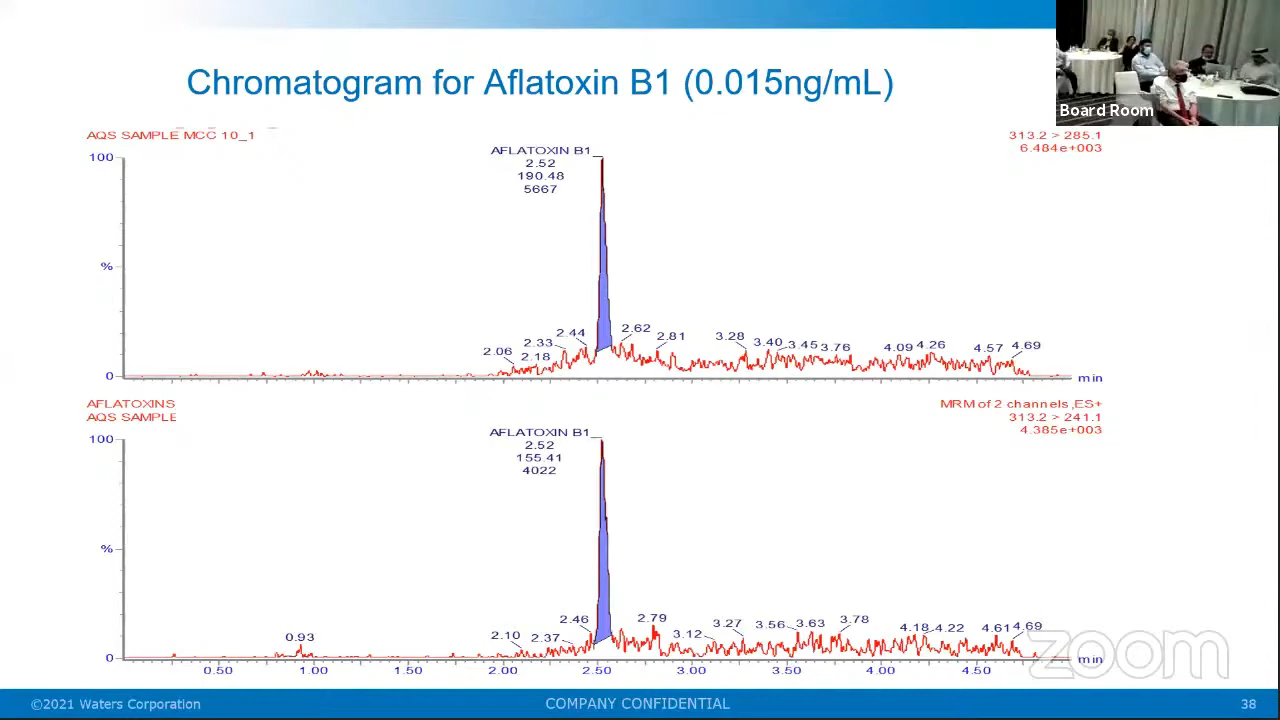 Chromatogram for Aflatoxin B1 (0.015ng/mL)
Board Room
AQS SAMPLE MCC 10_1
313.2 > 285.1
6.484e+003
AFLATOXIN B1
2.52
190.48
5667
100
%
0
2.06
2.18
2.33
2.44
2.62
2.81
3.28
3.40
3.45
3.76
4.09
4.26
4.57
4.69
min
AFLATOXINS
AQS SAMPLE
MRM of 2 channels,ES+
313.2 > 241.1
4.385e+003
AFLATOXIN B1
2.52
155.41
4022
100
%
0
0.93
2.10
2.37
2.46
2.79
3.12
3.27
3.56
3.63
3.78
4.18
4.22
4.61
4.69
min
0.50 1.00 1.50 2.00 2.50 3.00 3.50 4.00 4.50
zoom
©2021 Waters Corporation
COMPANY CONFIDENTIAL
38